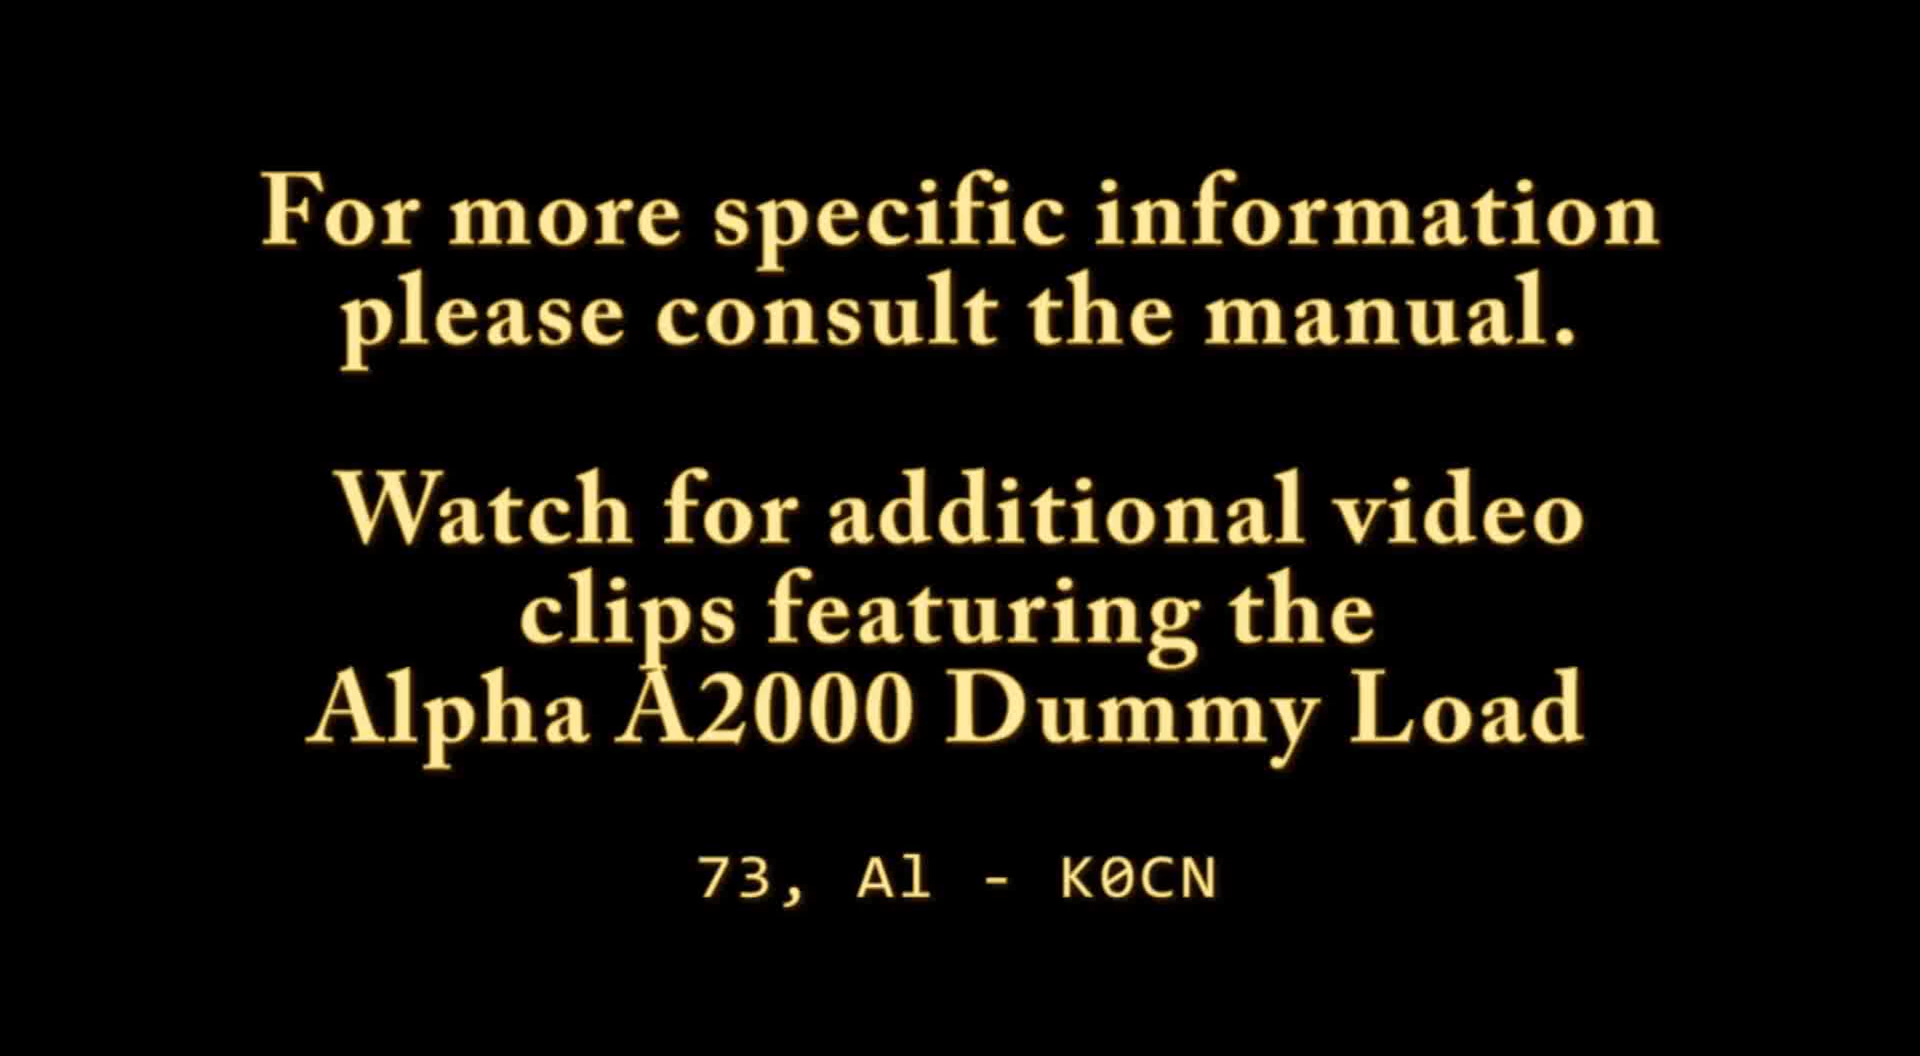 For more specific information
please consult the manual.
Watch for additional video
clips featuring the
Alpha A2000 Dummy Load
73, Al - K0CN